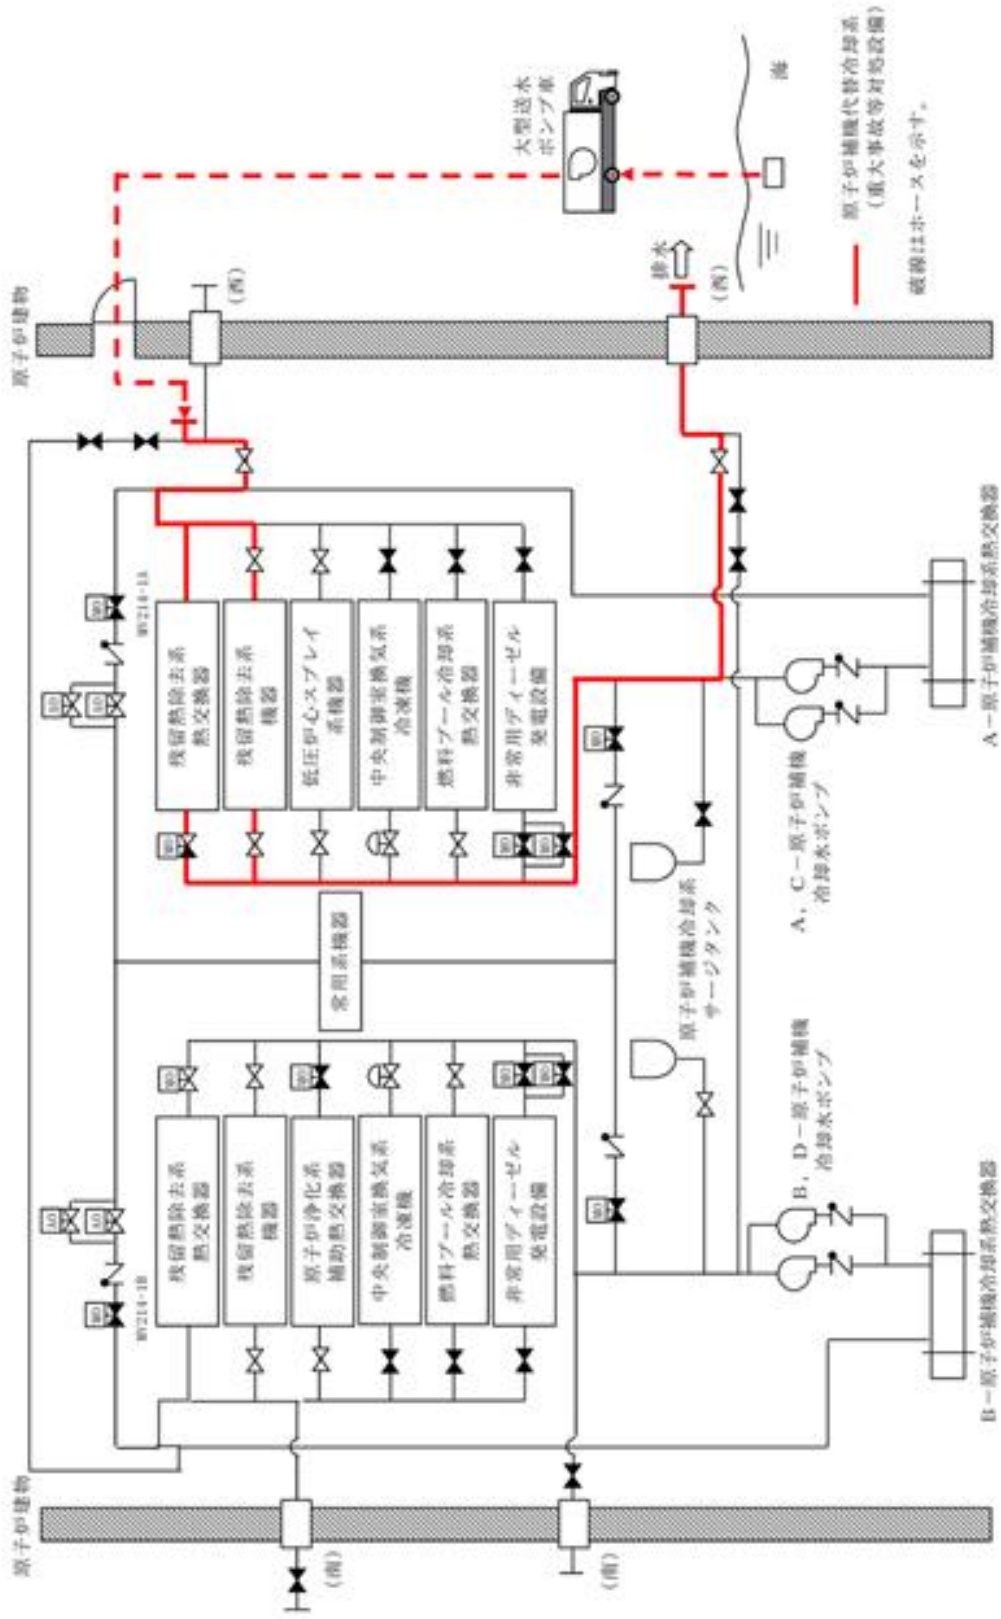 原子炉建物
(西)
大型送水
ポンプ車
海
排水
(西)
原子炉補機代替冷却系
(重大事故等対処設備)
破線はホースを示す。
MV214-1A
残留熱除去系
熱交換器
残留熱除去系
機器
低圧炉心スプレイ
系機器
中央制御室換気系
冷凍機
燃料プール冷却系
熱交換器
非常用ディーゼル
発電設備
A-原子炉補機冷却系熱交換器
A,C-原子炉補機
冷却水ポンプ
常用系機器
原子炉補機冷却系
サージタンク
MV214-1B
残留熱除去系
熱交換器
残留熱除去系
機器
原子炉浄化系
補助熱交換器
中央制御室換気系
冷凍機
燃料プール冷却系
熱交換器
非常用ディーゼル
発電設備
B,D-原子炉補機
冷却水ポンプ
B-原子炉補機冷却系熱交換器
原子炉建物
(南)
(南)